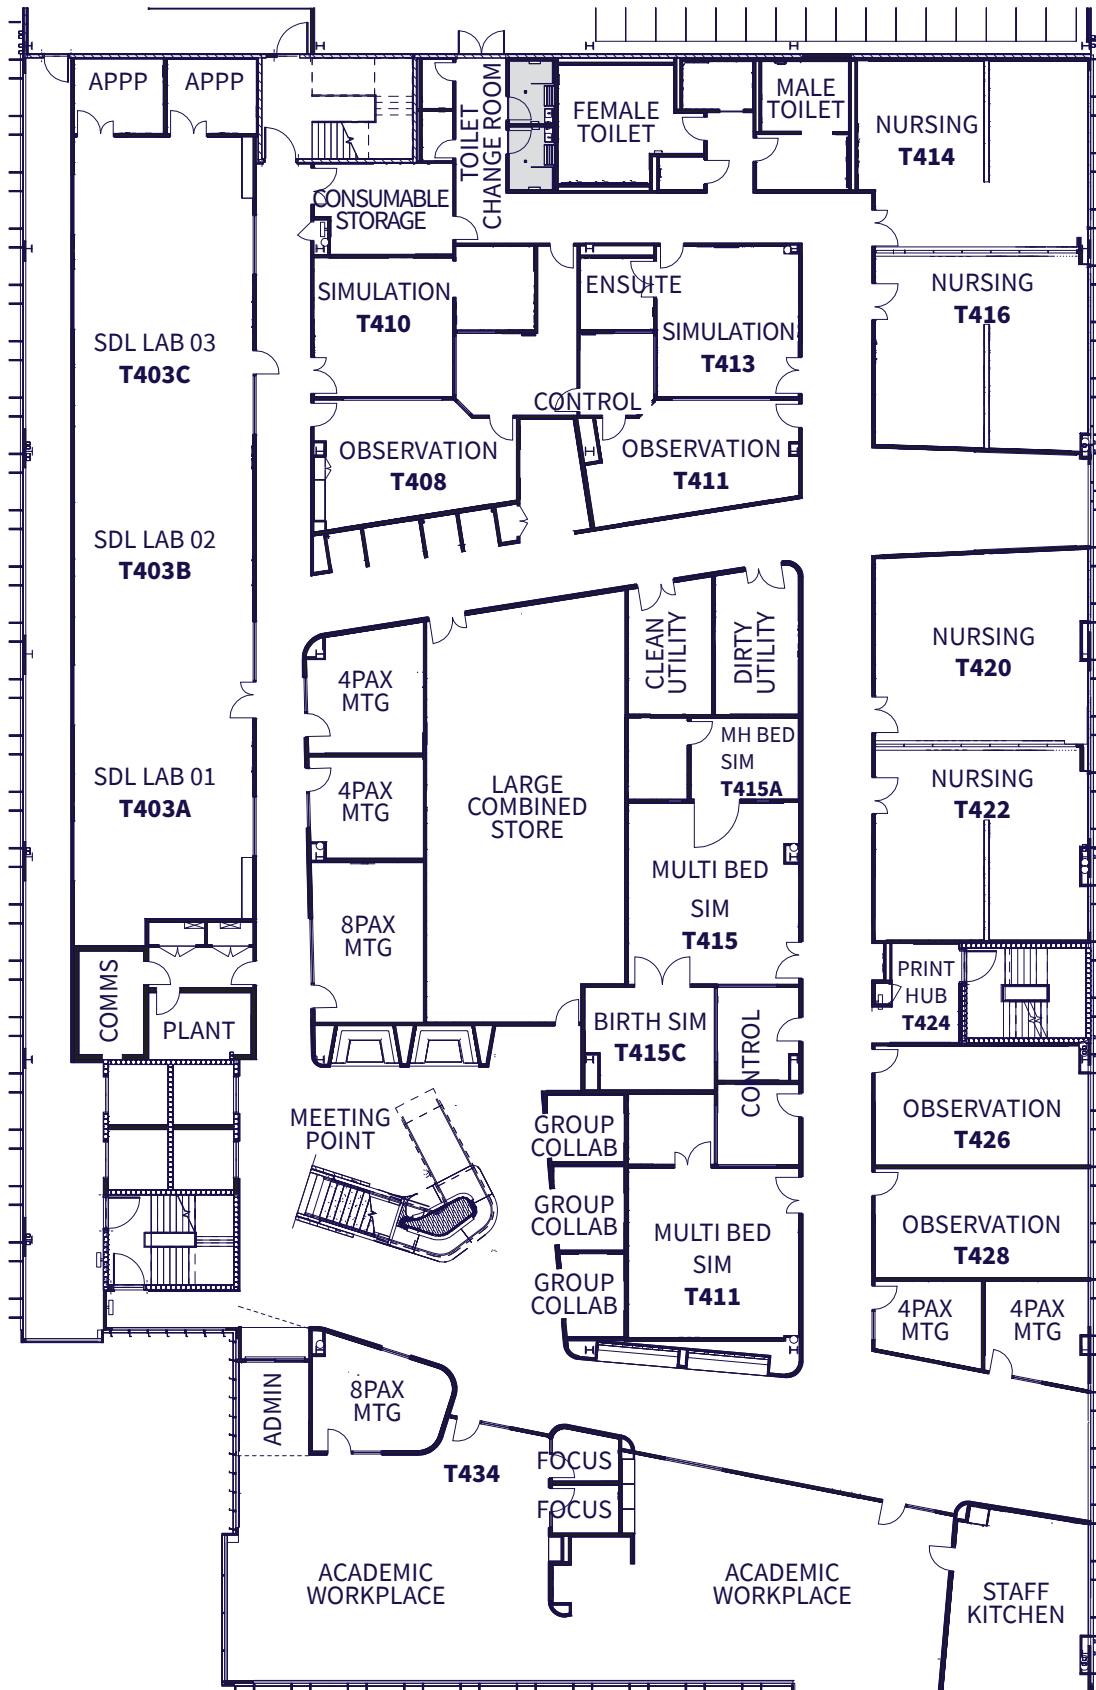 APPP
APPP
TOILET
CHANGE ROOM
FEMALE
TOILET
MALE
TOILET
NURSING
T414
CONSUMABLE
STORAGE
SIMULATION
T410
ENSUITE
SIMULATION
T413
NURSING
T416
SDL LAB 03
T403C
CONTROL
OBSERVATION
T408
OBSERVATION
T411
SDL LAB 02
T403B
CLEAN
UTILITY
DIRTY
UTILITY
NURSING
T420
4PAX
MTG
MH BED
SIM
T415A
SDL LAB 01
T403A
4PAX
MTG
LARGE
COMBINED
STORE
NURSING
T422
MULTI BED
SIM
T415
8PAX
MTG
COMMS
PLANT
PRINT
HUB
T424
BIRTH SIM
T415C
CONTROL
MEETING
POINT
GROUP
COLLAB
OBSERVATION
T426
GROUP
COLLAB
MULTI BED
SIM
T411
OBSERVATION
T428
GROUP
COLLAB
4PAX
MTG
4PAX
MTG
ADMIN
8PAX
MTG
T434
FOCUS
FOCUS
ACADEMIC
WORKPLACE
ACADEMIC
WORKPLACE
STAFF
KITCHEN